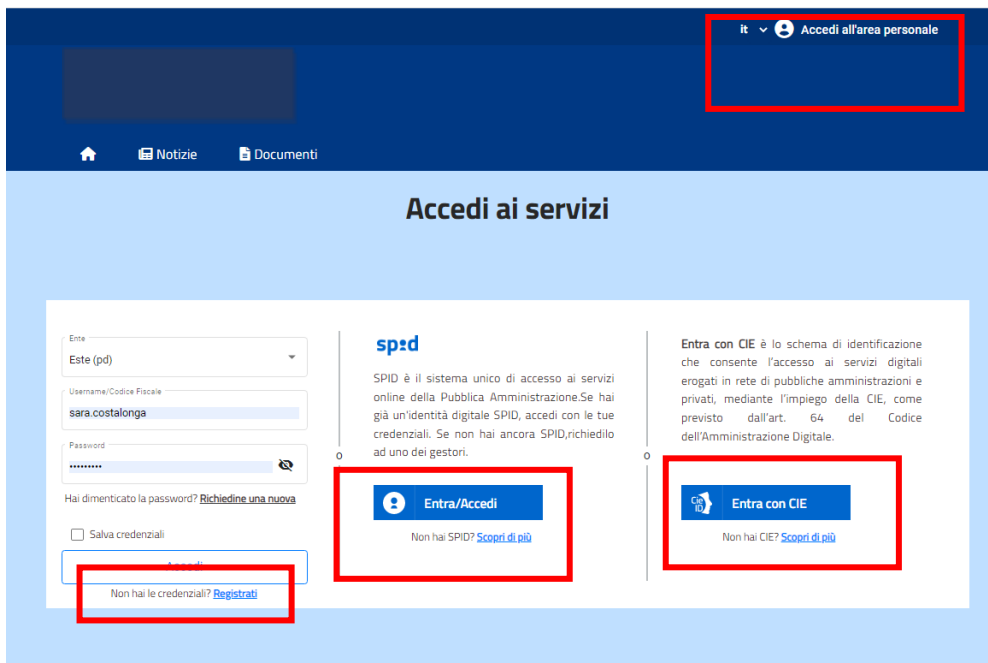 it Accedi all'area personale
Notizie Documenti
Accedi ai servizi
Ente
Este (pd)
Username/Codice Fiscale
sara.costalonga
Password
•••••••••
Hai dimenticato la password? Richiedine una nuova
Salva credenziali
Accedi
Non hai le credenziali? Registrati
o
spid
SPID è il sistema unico di accesso ai servizi
online della Pubblica Amministrazione.Se hai
già un'identità digitale SPID, accedi con le tue
credenziali. Se non hai ancora SPID,richiedilo
ad uno dei gestori.
Entra/Accedi
Non hai SPID? Scopri di più
o
Entra con CIE è lo schema di identificazione
che consente l'accesso ai servizi digitali
erogati in rete di pubbliche amministrazioni e
privati, mediante l'impiego della CIE, come
previsto dall'art. 64 del Codice
dell'Amministrazione Digitale.
Cie
ID
Entra con CIE
Non hai CIE? Scopri di più